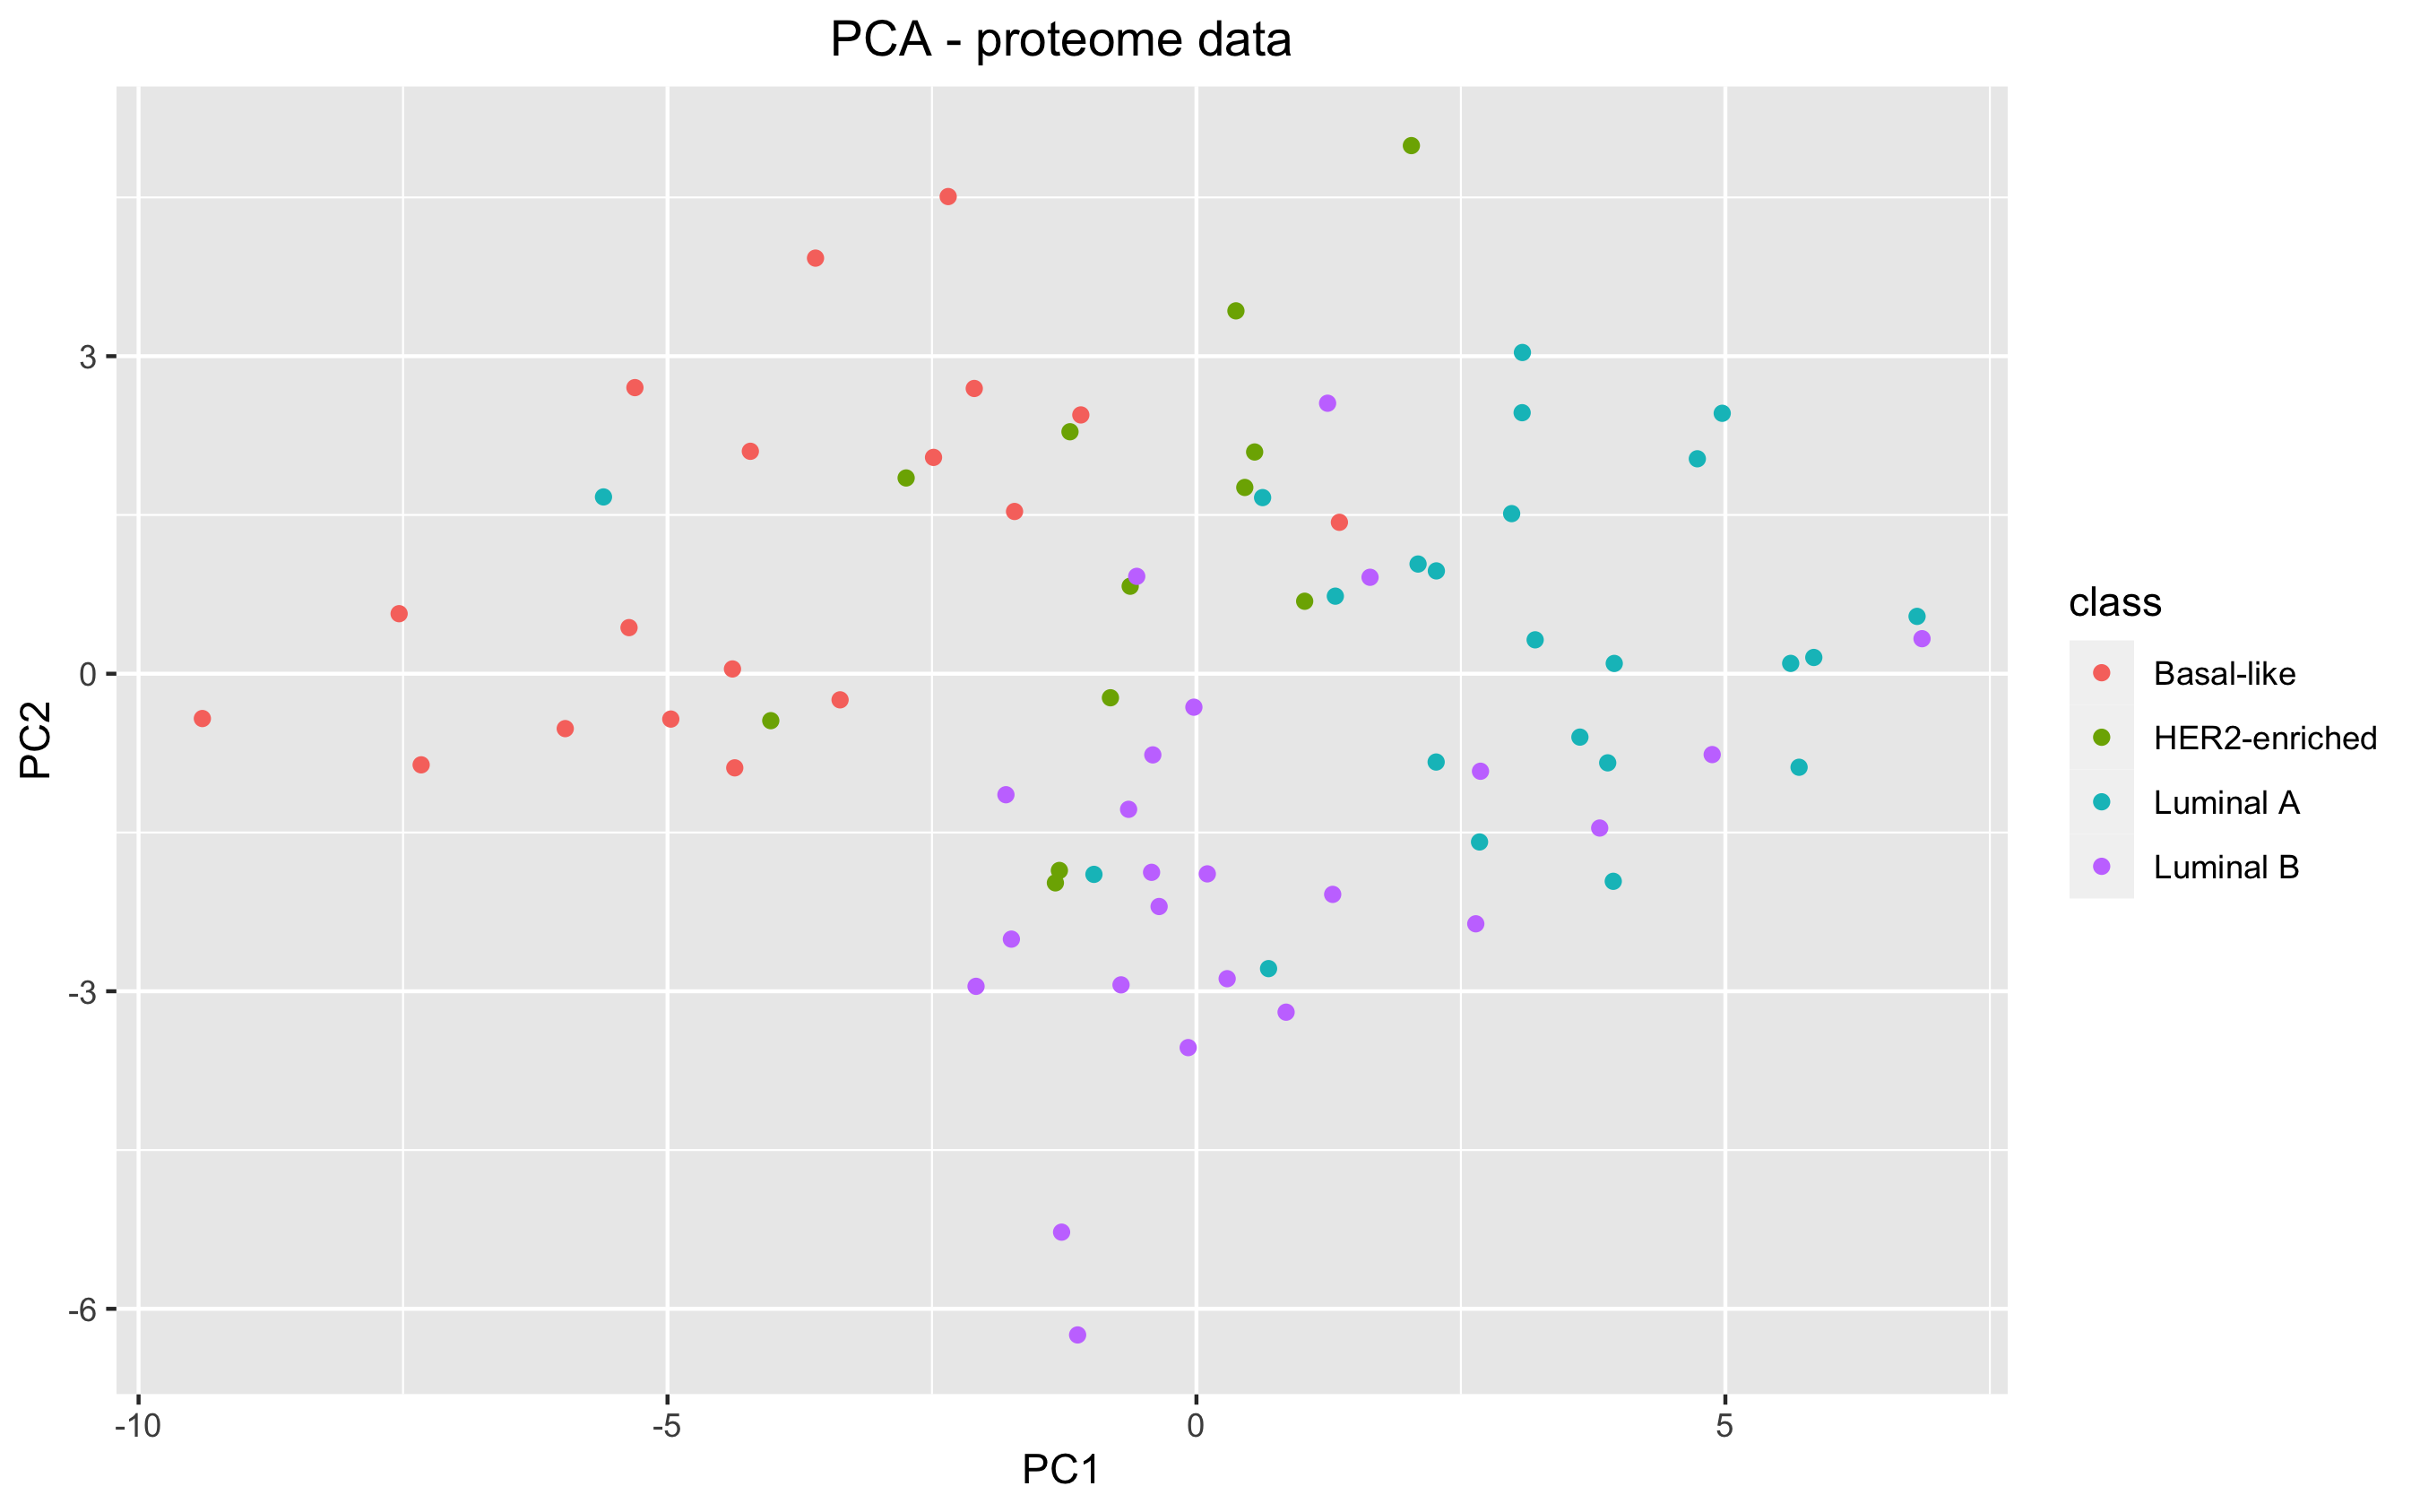 PCA - proteome data
3
0
-3
-6
PC2
-10
-5
0
5
PC1
class
Basal-like
HER2-enriched
Luminal A
Luminal B